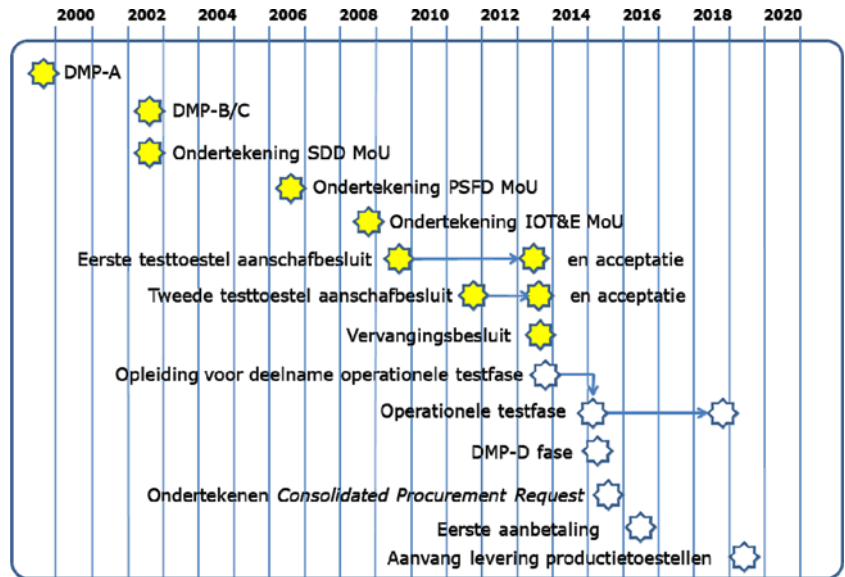 2000 2002 2004 2006 2008 2010 2012 2014 2016 2018 2020
DMP-A
DMP-B/C
Ondertekening SDD MoU
Ondertekening PSFD MoU
Ondertekening IOT&E MoU
Eerste testtoestel aanschafbesluit en acceptatie
Tweede testtoestel aanschafbesluit en acceptatie
Vervangingsbesluit
Opleiding voor deelname operationele testfase
Operationele testfase
DMP-D fase
Ondertekenen Consolidated Procurement Request
Eerste aanbetaling
Aanvang levering productietoestellen